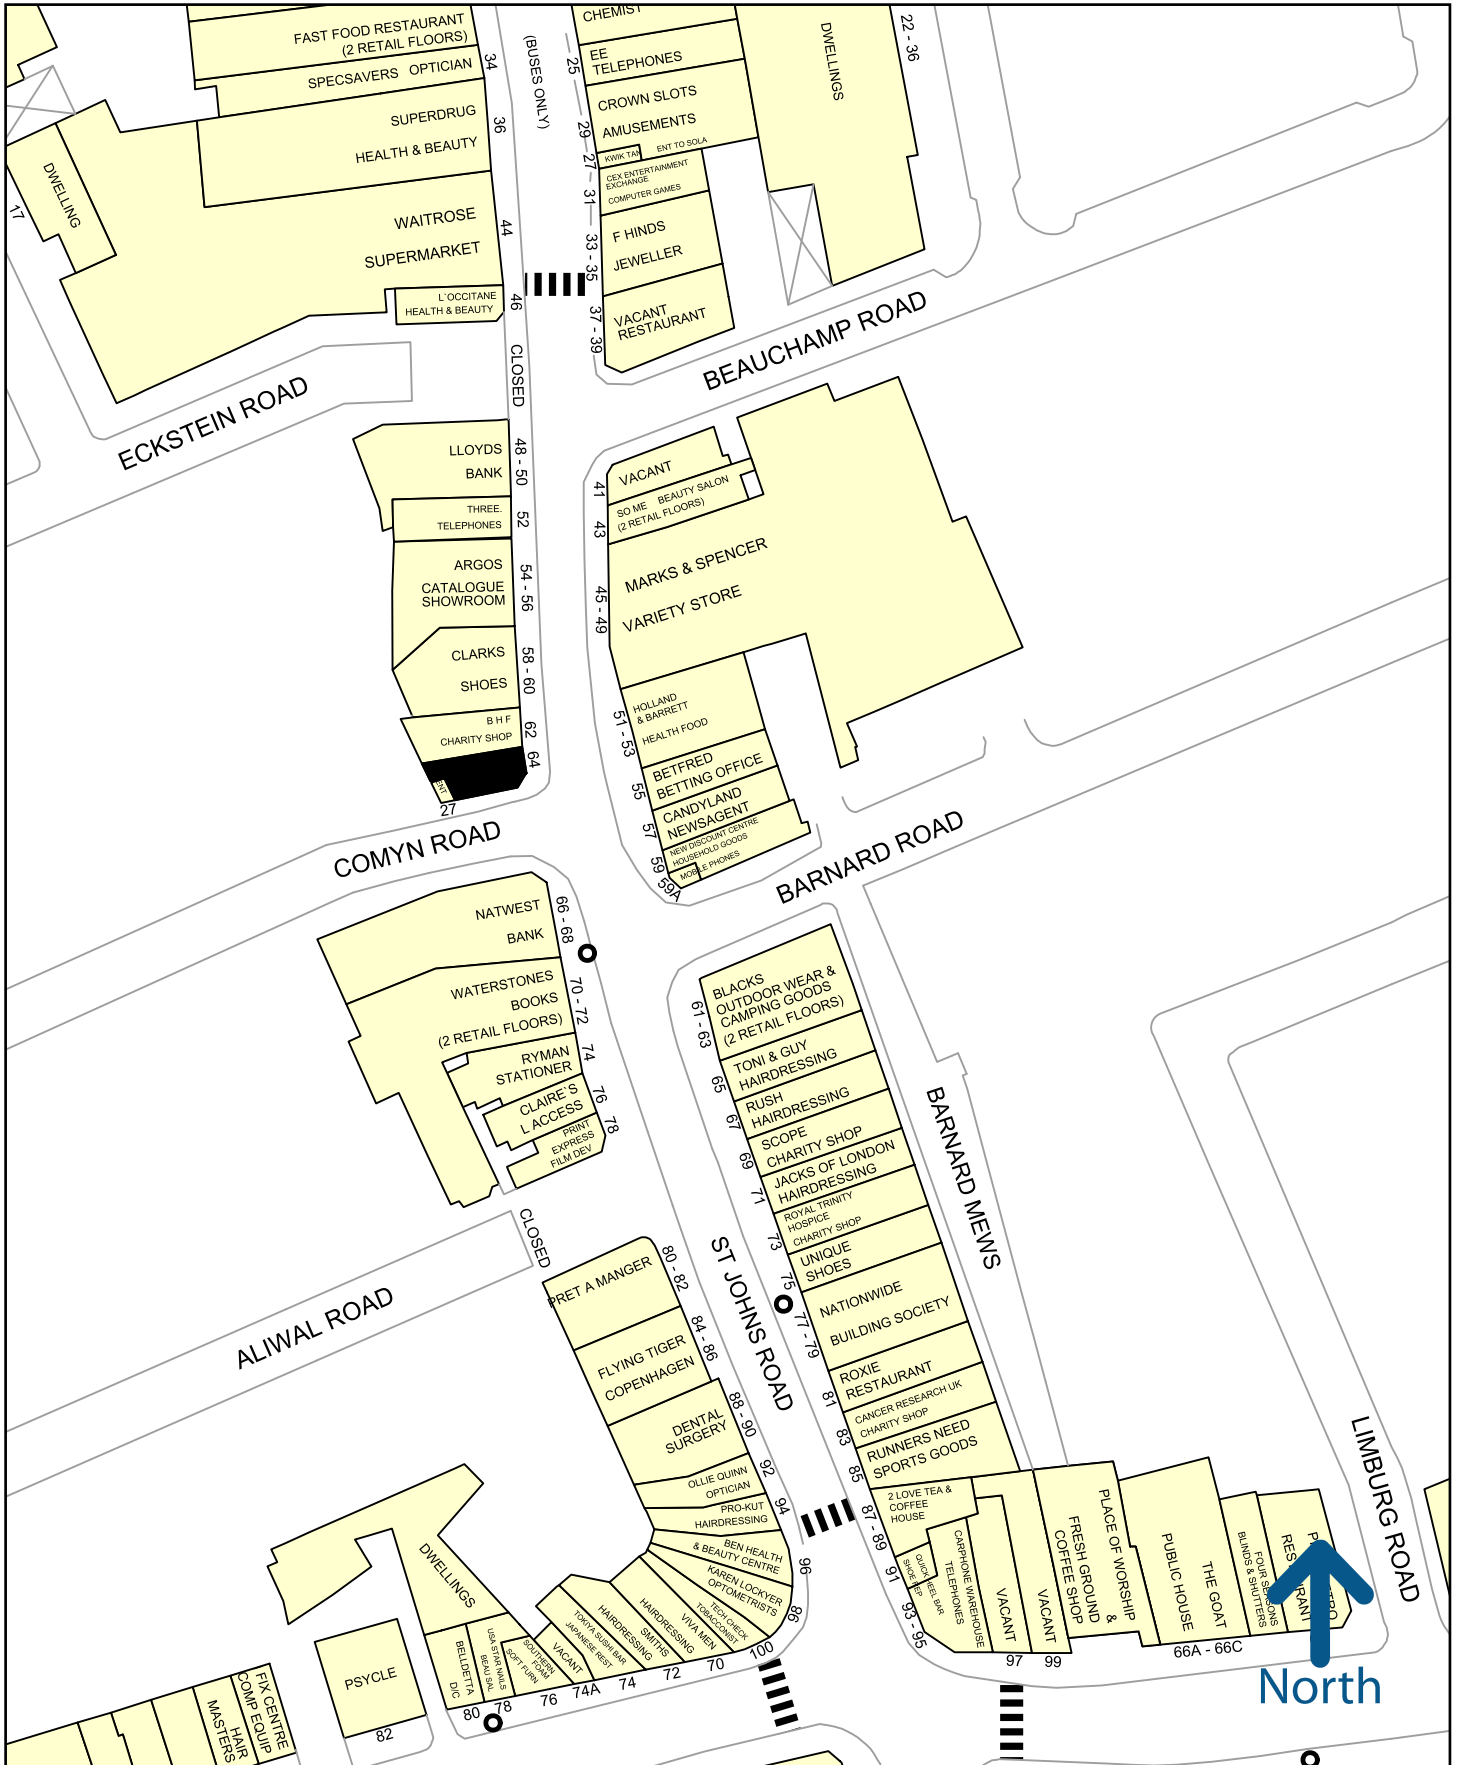 FAST FOOD RESTAURANT
(2 RETAIL FLOORS)
SPECSAVERS OPTICIAN
34
SUPERDRUG
HEALTH & BEAUTY
36
WAITROSE
SUPERMARKET
44
L`OCCITANE
HEALTH & BEAUTY
46
DWELLING
17
(BUSES ONLY)
CHEMIST
25
EE
TELEPHONES
CROWN SLOTS
AMUSEMENTS
29
KWIK TAN
ENT TO SOLA
27
CEX ENTERTAINMENT
EXCHANGE
COMPUTER GAMES
31
F HINDS
JEWELLER
33 - 35
VACANT
RESTAURANT
37 - 39
DWELLINGS
22 - 36
BEAUCHAMP ROAD
ECKSTEIN ROAD
CLOSED
LLOYDS
BANK
48 - 50
THREE.
TELEPHONES
52
ARGOS
CATALOGUE
SHOWROOM
54 - 56
CLARKS
SHOES
58 - 60
B H F
CHARITY SHOP
62
64
ENT
27
COMYN ROAD
VACANT
41
SO ME BEAUTY SALON
(2 RETAIL FLOORS)
43
MARKS & SPENCER
VARIETY STORE
45 - 49
HOLLAND
& BARRETT
HEALTH FOOD
51 - 53
BETFRED
BETTING OFFICE
55
CANDYLAND
NEWSAGENT
57
NEW DISCOUNT CENTRE
HOUSEHOLD GOODS
59
MOBILE PHONES
59A
BARNARD ROAD
NATWEST
BANK
66 - 68
WATERSTONES
BOOKS
(2 RETAIL FLOORS)
70 - 72
RYMAN
STATIONER
74
CLAIRE`S
L ACCESS
76
PRINT
EXPRESS
FILM DEV
78
CLOSED
ALIWAL ROAD
BLACKS
OUTDOOR WEAR &
CAMPING GOODS
(2 RETAIL FLOORS)
61 - 63
TONI & GUY
HAIRDRESSING
65
RUSH
HAIRDRESSING
67
SCOPE
CHARITY SHOP
69
JACKS OF LONDON
HAIRDRESSING
71
ROYAL TRINITY
HOSPICE
CHARITY SHOP
73
UNIQUE
SHOES
75
NATIONWIDE
BUILDING SOCIETY
77 - 79
ROXIE
RESTAURANT
81
CANCER RESEARCH UK
CHARITY SHOP
83
RUNNERS NEED
SPORTS GOODS
85
BARNARD MEWS
ST JOHNS ROAD
PRET A MANGER
80 - 82
FLYING TIGER
COPENHAGEN
84 - 86
DENTAL
SURGERY
88 - 90
OLLIE QUINN
OPTICIAN
92
PRO-KUT
HAIRDRESSING
94
BEN HEALTH
& BEAUTY CENTRE
96
KAREN LOCKYER
OPTOMETRISTS
98
TECH CHECK
TOBACCONIST
100
VIVA MEN
HAIRDRESSING
70
SMITHS
HAIRDRESSING
72
TOKIYA SUSHI BAR
JAPANESE REST
74
VACANT
74A
SOUTHERN
FOAM
SOFT FURN
76
USA STAR NAILS
BEAU SAL
78
BELLDETTA
D/C
80
DWELLINGS
PSYCLE
82
FIX CENTRE
COMP EQUIP
HAIR
MASTERS
2 LOVE TEA &
COFFEE
HOUSE
87 - 89
QUICK HEEL BAR
SHOE REP
91
CARPHONE WAREHOUSE
TELEPHONES
93 - 95
VACANT
97
VACANT
99
PLACE OF WORSHIP
&
FRESH GROUND
COFFEE SHOP
THE GOAT
PUBLIC HOUSE
66A - 66C
FOUR SEASONS
BLINDS & SHUTTERS
LIMBURG ROAD
North